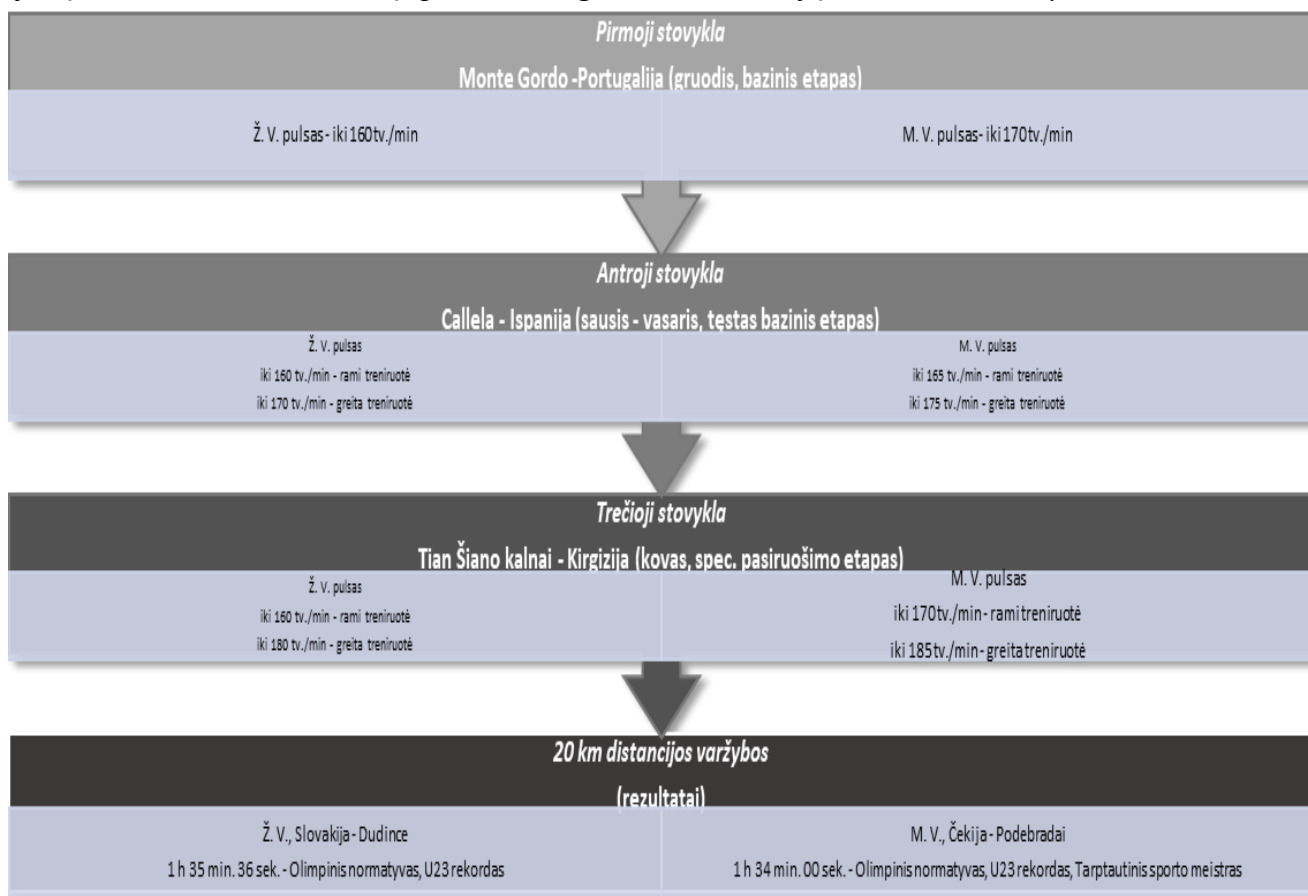 Pirmoji stovykla
Monte Gordo -Portugalija (gruodis, bazinis etapas)
Ž. V. pulsas- iki 160tv./min
M. V. pulsas- iki 170tv./min
Antroji stovykla
Callela - Ispanija (sausis - vasaris, tęstas bazinis etapas)
Ž. V. pulsas
iki 160 tv./min - rami treniruotė
iki 170 tv./min - greita treniruotė
M. V. pulsas
iki 165 tv./min - rami treniruotė
iki 175 tv./min - greita treniruotė
Trečioji stovykla
Tian Šiano kalnai - Kirgizija (kovas, spec. pasiruošimo etapas)
Ž. V. pulsas
iki 160 tv./min - rami treniruotė
iki 180 tv./min - greita treniruotė
M. V. pulsas
iki 170tv./min- rami treniruotė
iki 185tv./min- greita treniruotė
20 km distancijos varžybos
(rezultatai)
Ž. V., Slovakija- Dudince
1 h 35 min. 36 sek. - Olimpinis normatyvas, U23 rekordas
M. V., Čekija - Podebradai
1 h 34 min. 00 sek. - Olimpinis normatyvas, U23 rekordas, Tarptautinis sporto meistras